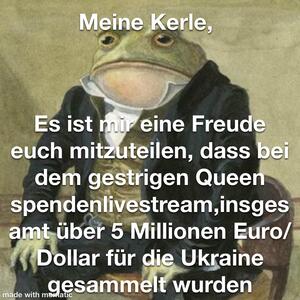 Meine Kerle,
Es ist mir eine Freude
euch mitzuteilen, dass bei
dem gestrigen Queen
spendenlivestream,insges
amt über 5 Millionen Euro/
Dollar für die Ukraine
gesammelt wurden
made with mematic